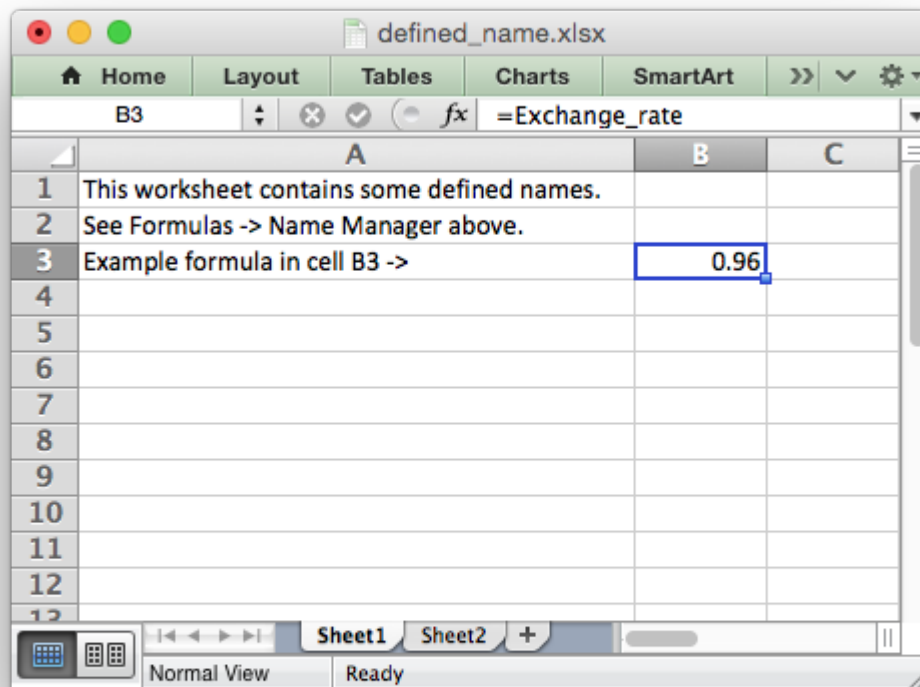 defined_name.xlsx
Home Layout Tables Charts SmartArt
B3 fx =Exchange_rate
A B C
1 This worksheet contains some defined names.
2 See Formulas -> Name Manager above.
3 Example formula in cell B3 -> 0.96
4
5
6
7
8
9
10
11
12
13
Sheet1 Sheet2 +
Normal View Ready